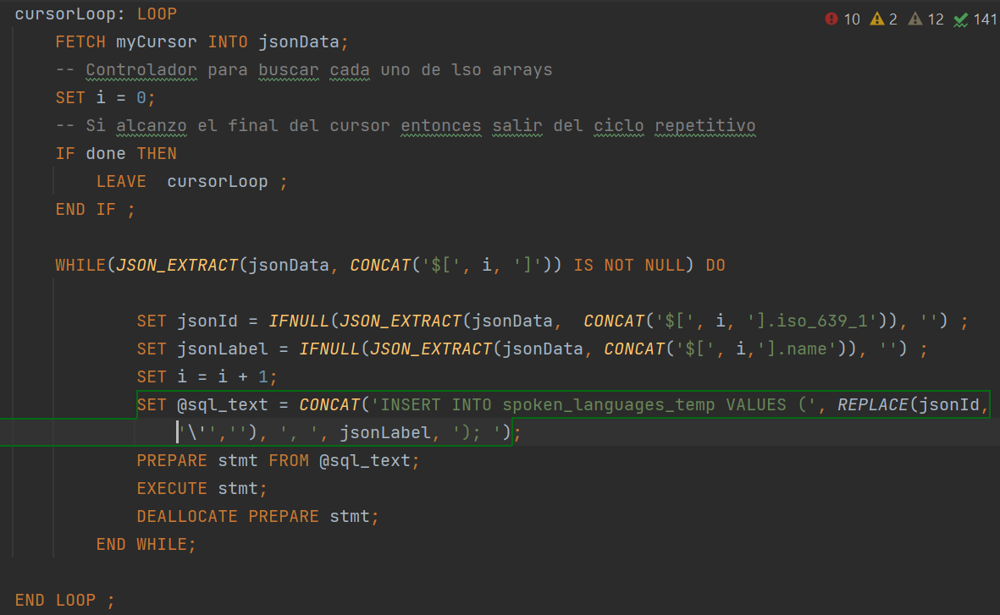 cursorLoop: LOOP
10 2 12 141
FETCH myCursor INTO jsonData;
-- Controlador para buscar cada uno de lso arrays
SET i = 0;
-- Si alcanzo el final del cursor entonces salir del ciclo repetitivo
IF done THEN
LEAVE  cursorLoop ;
END IF ;
WHILE(JSON_EXTRACT(jsonData, CONCAT('$[', i, ']')) IS NOT NULL) DO
SET jsonId = IFNULL(JSON_EXTRACT(jsonData,  CONCAT('$[', i, '].iso_639_1')), '') ;
SET jsonLabel = IFNULL(JSON_EXTRACT(jsonData, CONCAT('$[', i,'].name')), '') ;
SET i = i + 1;
SET @sql_text = CONCAT('INSERT INTO spoken_languages_temp VALUES (', REPLACE(jsonId,
'\'',''), ', ', jsonLabel, '); ');
PREPARE stmt FROM @sql_text;
EXECUTE stmt;
DEALLOCATE PREPARE stmt;
END WHILE;
END LOOP ;